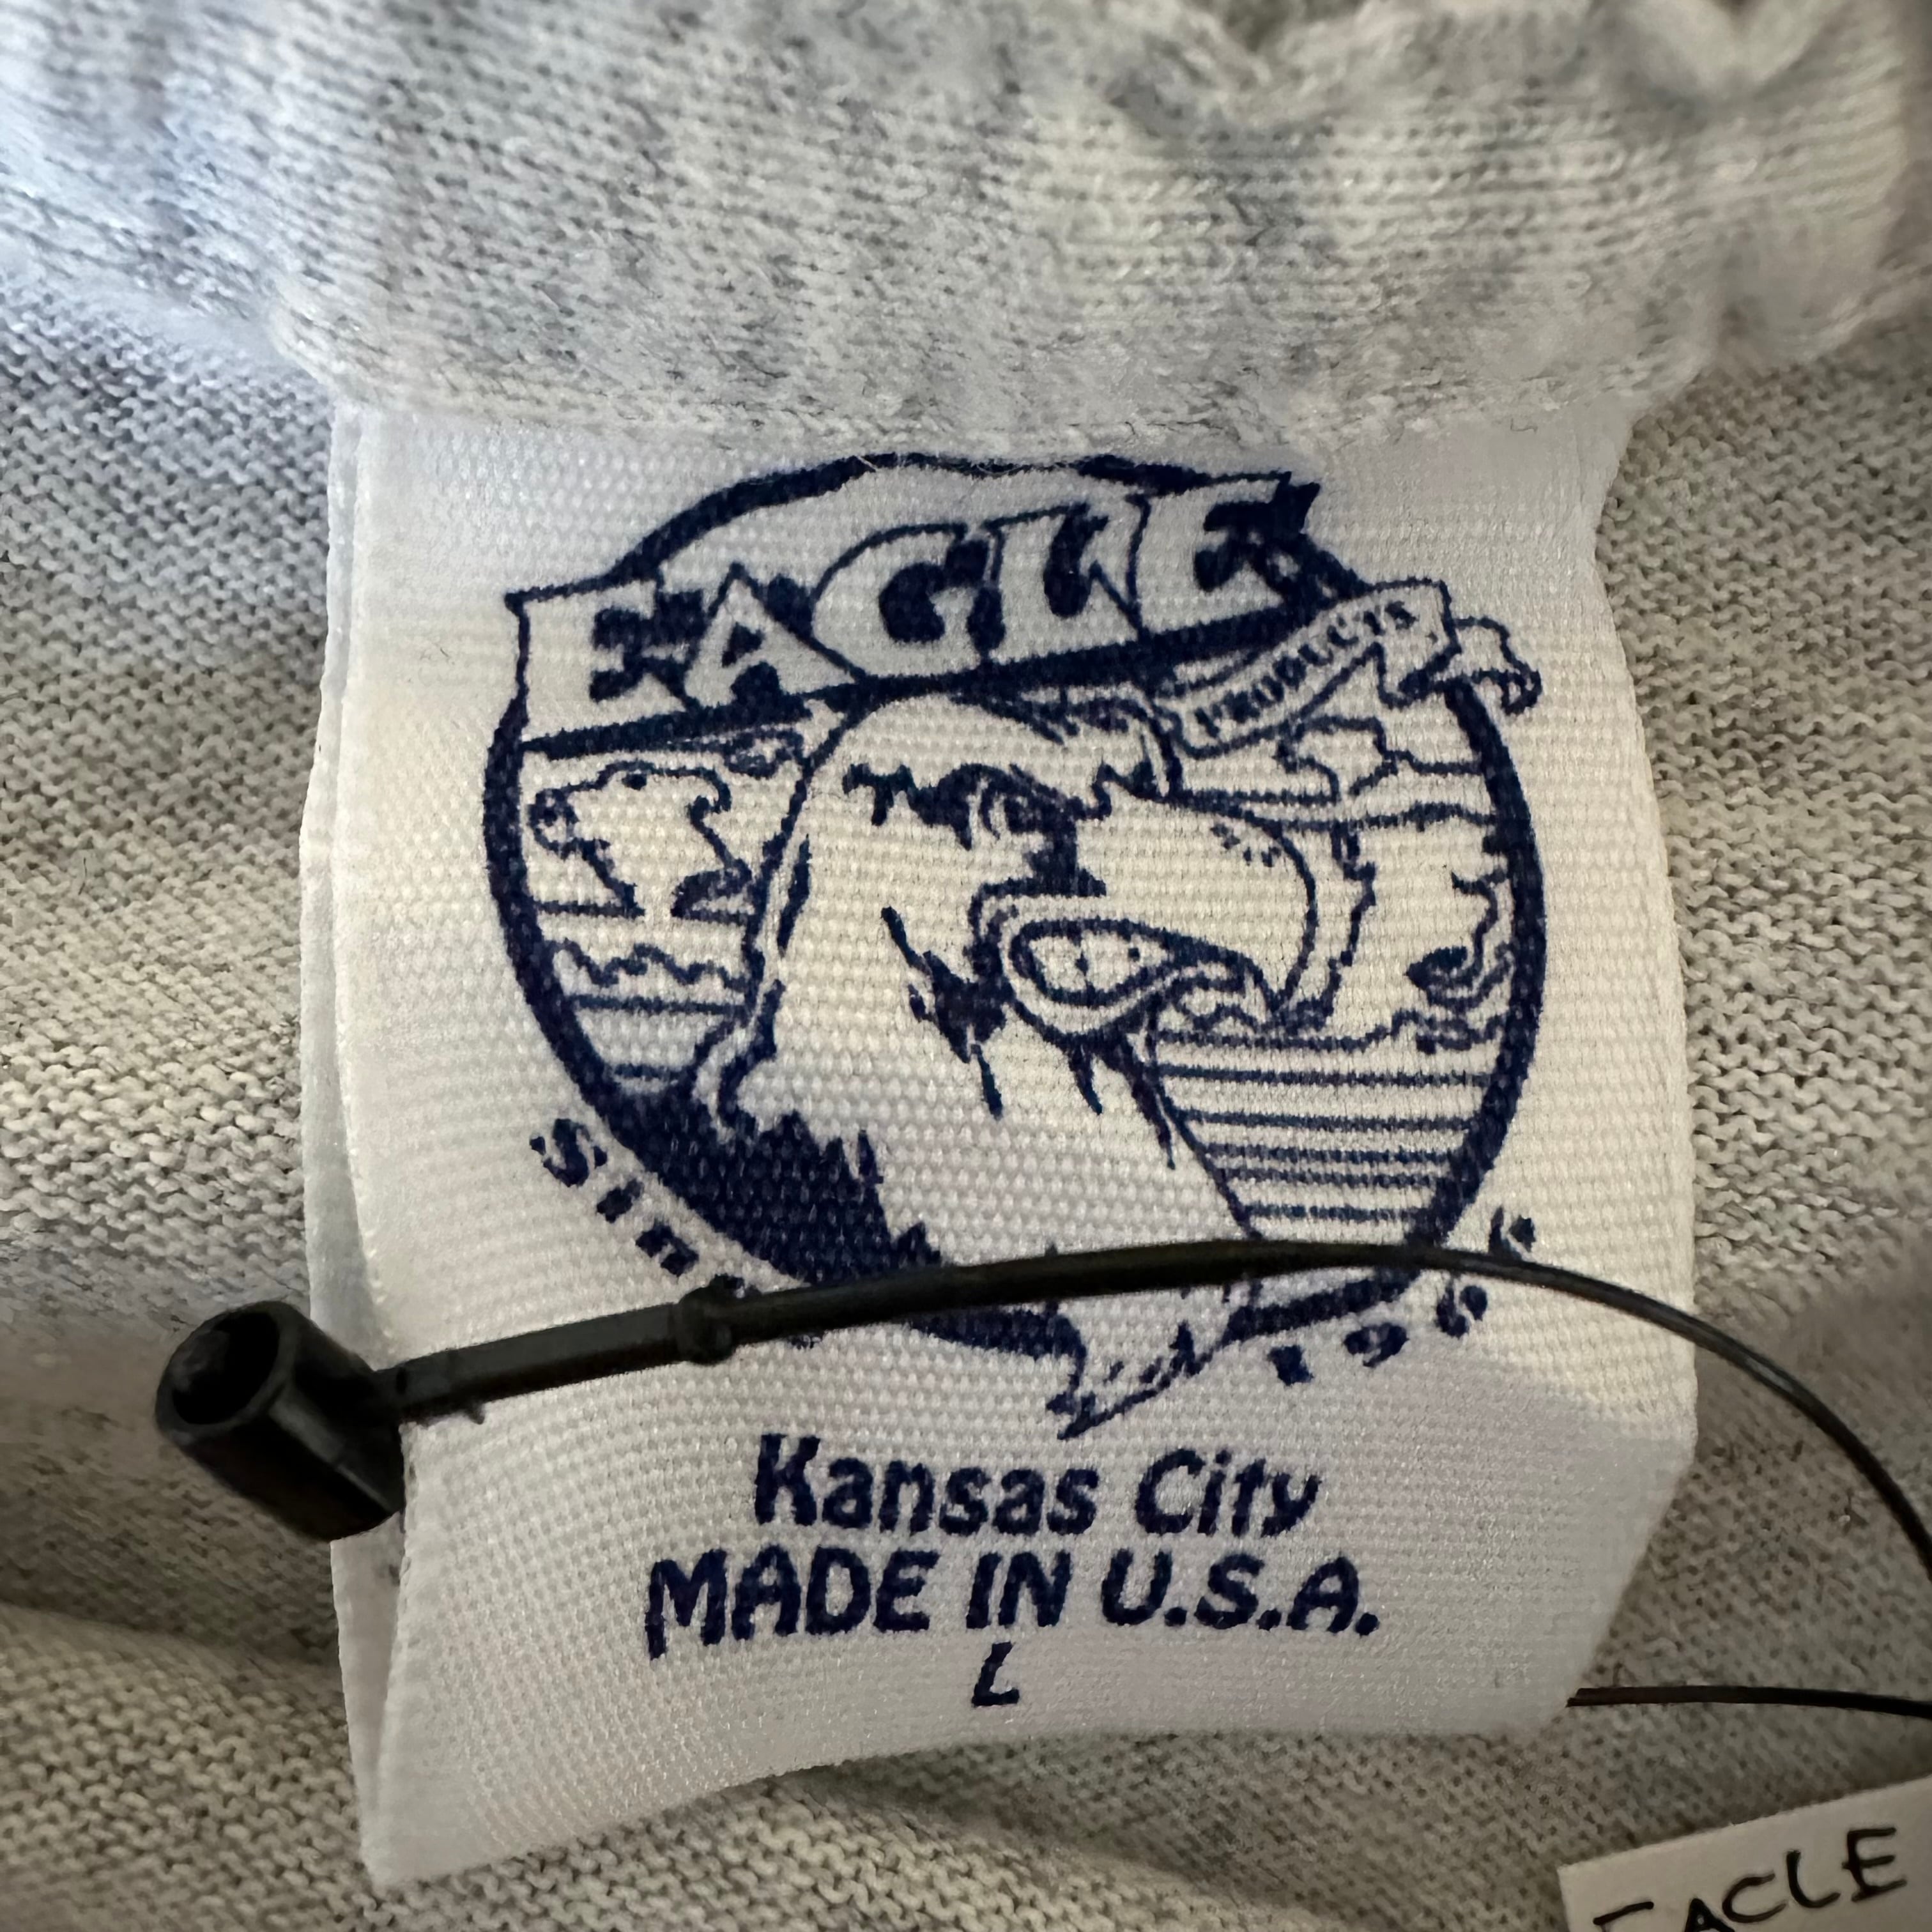 EAGLE
PRODUCTS
Kansas City
MADE IN U.S.A.
L
EAGLE